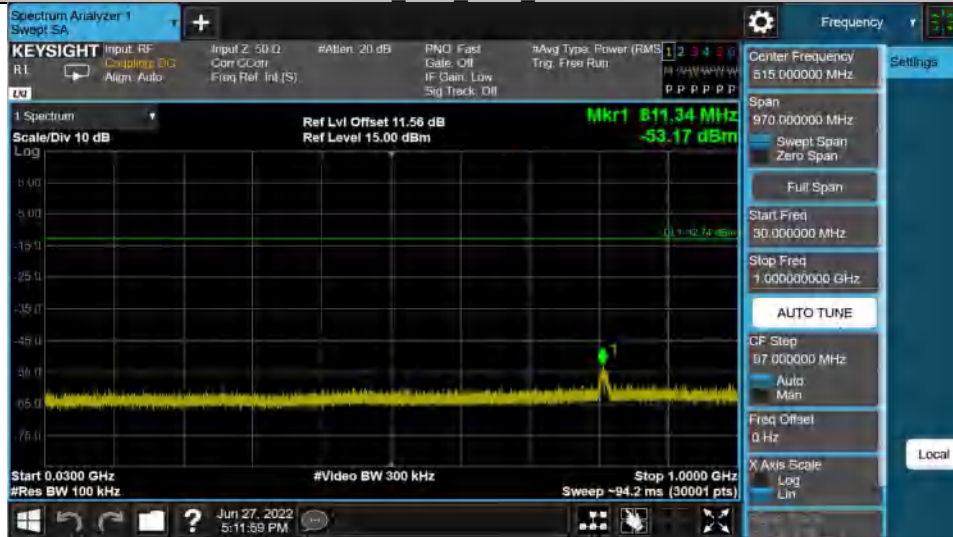 Spectrum Analyzer 1
Swept SA
Frequency
KEYSIGHT
Input: RF
Coupling: DC
Align: Auto
Input Z: 50 Ω
Corr CCorr
Freq Ref: Int (S)
#Atten: 20 dB
PNO: Fast
Gate: Off
IF Gain: Low
Sig Track: Off
#Avg Type: Power (RMS
Trig: Free Run
1 2 3 4 5 6
P P P P P P
RL
LXI
1 Spectrum
Scale/Div 10 dB
Log
Ref Lvl Offset 11.56 dB
Ref Level 15.00 dBm
Mkr1 811.34 MHz
-53.17 dBm
5.00
-5.00
-15.0
-25.0
-35.0
-45.0
-55.0
-65.0
-75.0
DL1 -12.74 dBm
1
Start 0.0300 GHz
#Res BW 100 kHz
#Video BW 300 kHz
Stop 1.0000 GHz
Sweep ~94.2 ms (30001 pts)
?
Jun 27, 2022
5:11:59 PM
Center Frequency
515.000000 MHz
Settings
Span
970.000000 MHz
Swept Span
Zero Span
Full Span
Start Freq
30.000000 MHz
Stop Freq
1.000000000 GHz
AUTO TUNE
CF Step
97.000000 MHz
Auto
Man
Freq Offset
0 Hz
X Axis Scale
Log
Lin
Local